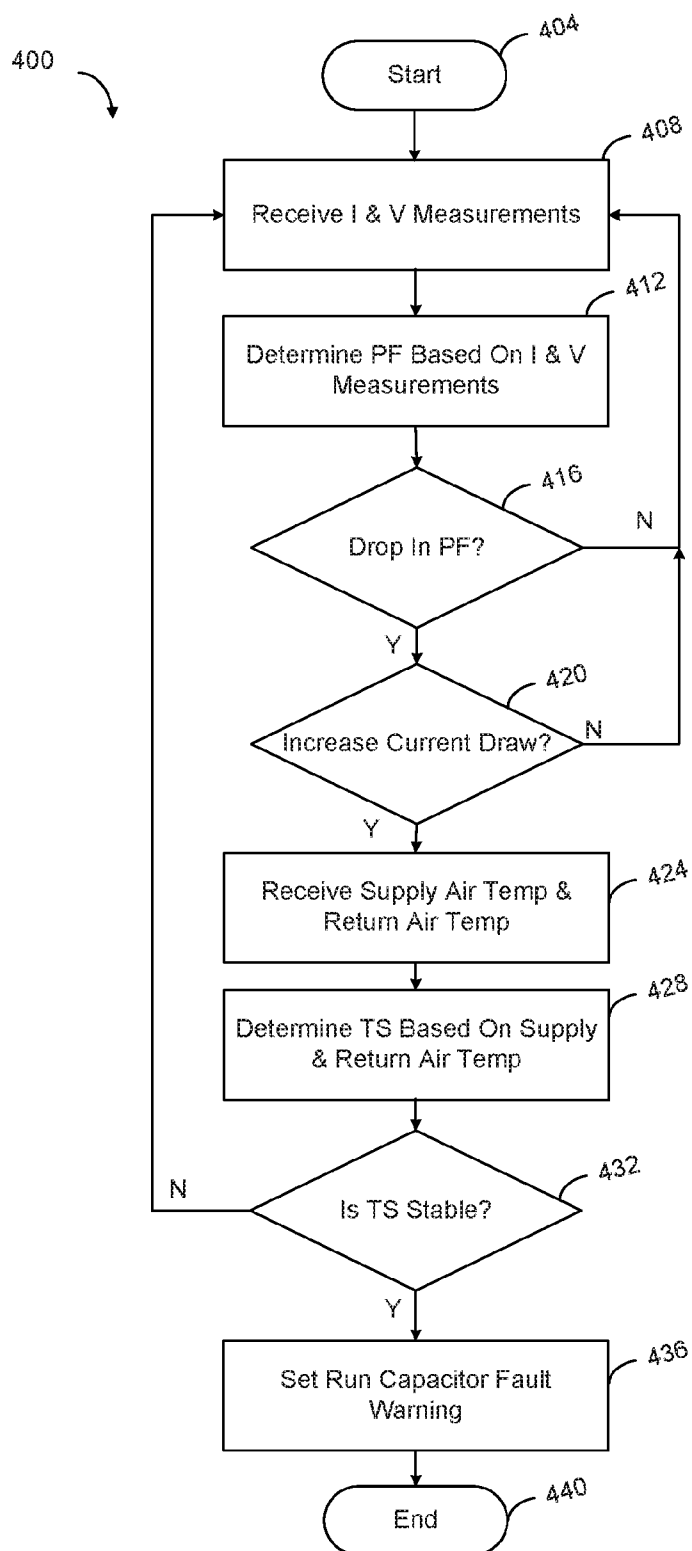 400
404
Start
408
Receive I & V Measurements
412
Determine PF Based On I & V
Measurements
416
Drop In PF?
N
Y
420
Increase Current Draw?
N
Y
424
Receive Supply Air Temp &
Return Air Temp
428
Determine TS Based On Supply
& Return Air Temp
432
N
Is TS Stable?
Y
436
Set Run Capacitor Fault
Warning
440
End